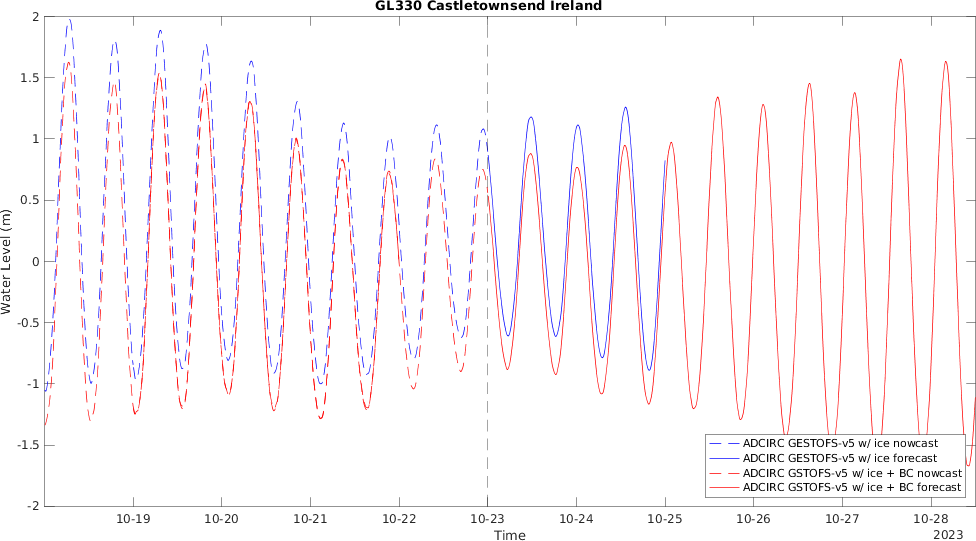 GL330 Castletownsend Ireland
2
1.5
1
0.5
0
-0.5
-1
-1.5
-2
Water Level (m)
10-19 10-20 10-21 10-22 10-23 10-24 10-25 10-26 10-27 10-28
Time
2023
ADCIRC GESTOFS-v5 w/ ice nowcast
ADCIRC GESTOFS-v5 w/ ice forecast
ADCIRC GSTOFS-v5 w/ ice + BC nowcast
ADCIRC GSTOFS-v5 w/ ice + BC forecast